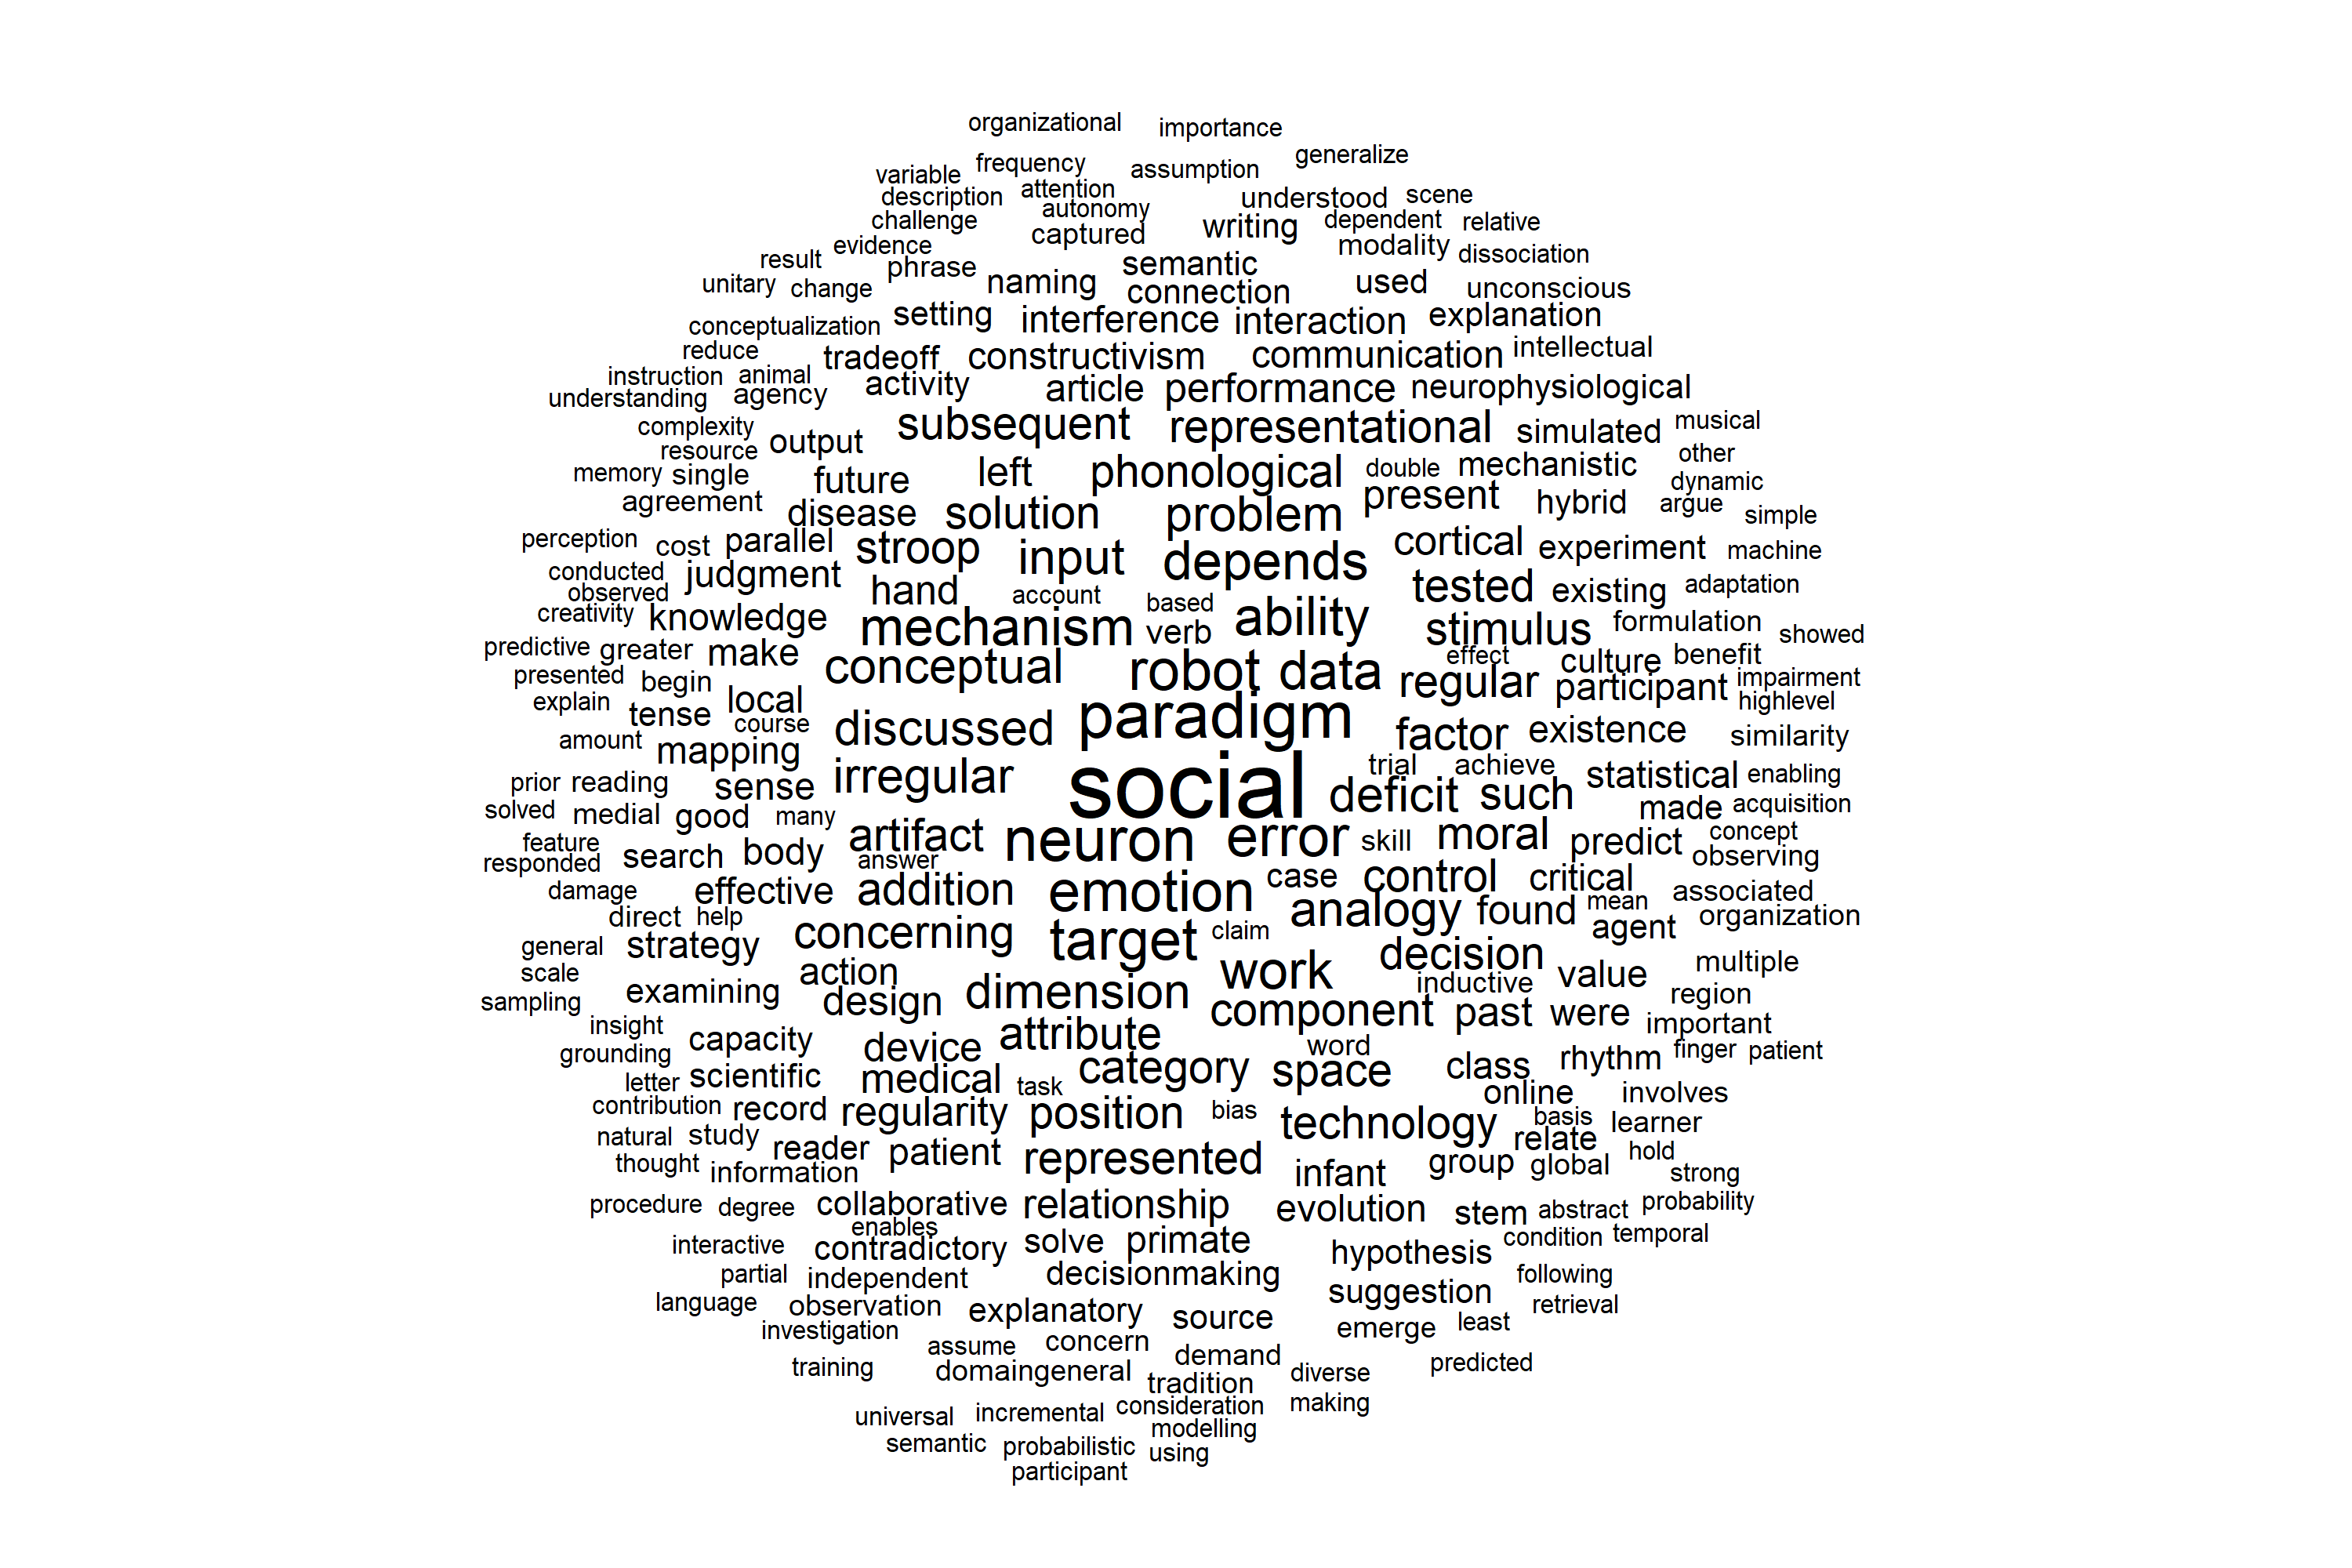 organizational importance
frequency assumption generalize
variable attention
description understood scene
challenge autonomy writing dependent relative
evidence captured modality dissociation
result phrase semantic
unitary change naming connection used unconscious
conceptualization setting interference interaction explanation
reduce tradeoff constructivism communication intellectual
instruction animal activity article performance neurophysiological
understanding agency
complexity subsequent representational simulated musical
resource output
memory single future left phonological double mechanistic other
agreement disease solution problem present hybrid argue dynamic
simple
perception cost parallel stroop input depends cortical experiment machine
conducted judgment hand account based tested existing adaptation
observed
creativity knowledge mechanism verb ability stimulus formulation showed
predictive greater make conceptual robot data effect culture benefit
presented begin regular participant impairment
explain local paradigm highlevel
tense course discussed factor existence similarity
amount mapping
prior reading sense irregular social trial achieve statistical enabling
solved medial good many deficit such made acquisition
feature artifact neuron error skill moral predict concept
responded search body answer observing
damage effective addition emotion case control critical associated
direct help analogy found mean agent organization
general strategy concerning target claim
scale action work decision inductive value multiple
sampling examining design dimension component past were region
insight capacity device attribute word important
grounding category space class rhythm finger patient
letter scientific medical task online involves
contribution record regularity position bias technology basis learner
natural study reader patient represented infant group relate hold
thought information global strong
procedure degree collaborative relationship evolution stem abstract probability
enables
interactive contradictory solve primate hypothesis condition temporal
partial independent decisionmaking suggestion following
language observation explanatory source emerge least retrieval
investigation assume concern
training domaingeneral demand diverse predicted
tradition
universal incremental consideration making
semantic probabilistic modelling
using
participant